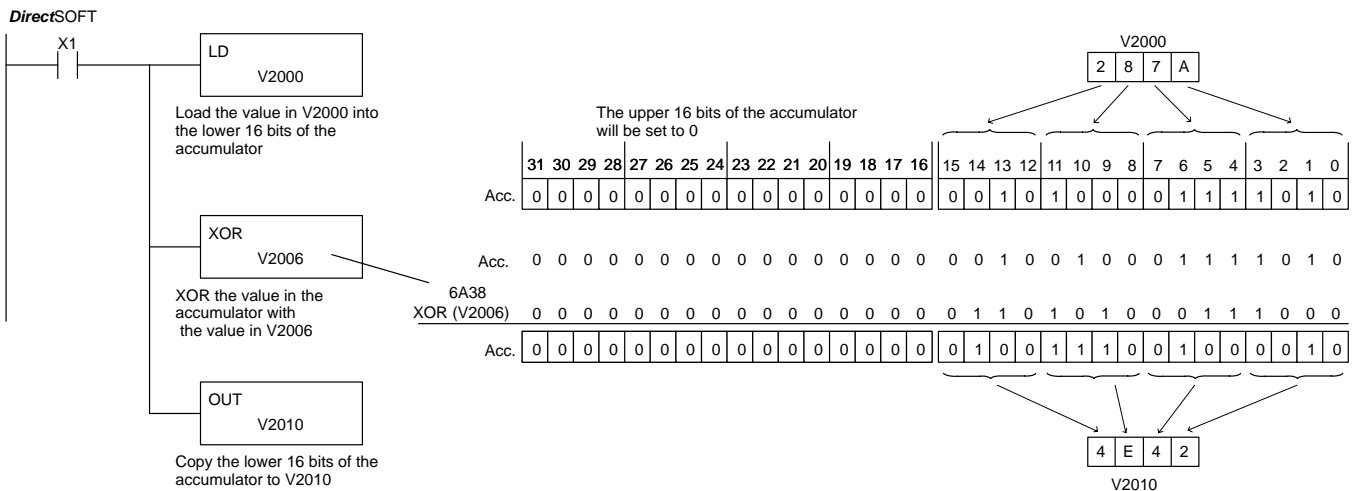 DirectSOFT
X1
LD
V2000
Load the value in V2000 into
the lower 16 bits of the
accumulator
XOR
V2006
XOR the value in the
accumulator with
the value in V2006
OUT
V2010
Copy the lower 16 bits of the
accumulator to V2010
V2000
2 8 7 A
The upper 16 bits of the accumulator
will be set to 0
31 30 29 28 27 26 25 24 23 22 21 20 19 18 17 16 15 14 13 12 11 10 9 8 7 6 5 4 3 2 1 0
Acc. 0 0 0 0 0 0 0 0 0 0 0 0 0 0 0 0 0 0 1 0 1 0 0 0 0 1 1 1 1 0 1 0
Acc. 0 0 0 0 0 0 0 0 0 0 0 0 0 0 0 0 0 0 1 0 0 1 0 0 0 1 1 1 1 0 1 0
6A38
XOR (V2006) 0 0 0 0 0 0 0 0 0 0 0 0 0 0 0 0 0 1 1 0 1 0 1 0 0 0 1 1 1 0 0 0
Acc. 0 0 0 0 0 0 0 0 0 0 0 0 0 0 0 0 0 1 0 0 1 1 1 0 0 1 0 0 0 0 1 0
4 E 4 2
V2010